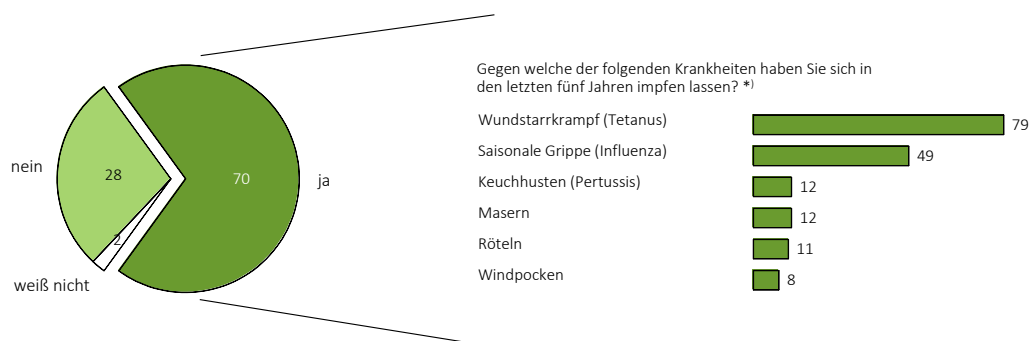 nein
28
2
weiß nicht
70
ja
Gegen welche der folgenden Krankheiten haben Sie sich in
den letzten fünf Jahren impfen lassen? *)
Wundstarrkrampf (Tetanus) 79
Saisonale Grippe (Influenza) 49
Keuchhusten (Pertussis) 12
Masern 12
Röteln 11
Windpocken 8